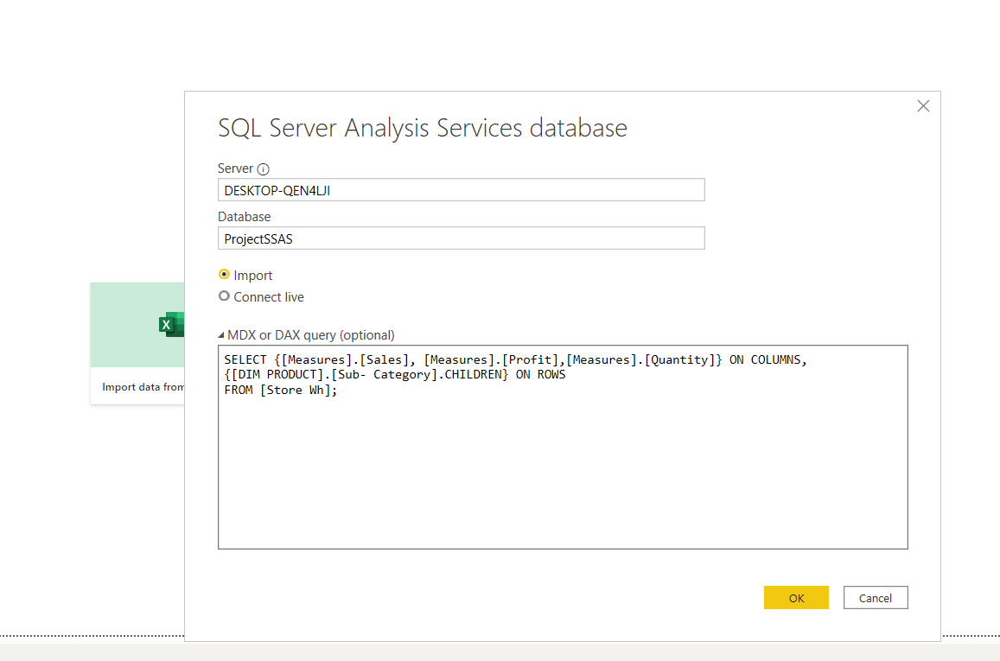 SQL Server Analysis Services database
Server
DESKTOP-QEN4LJI
Database
ProjectSSAS
Import
Connect live
MDX or DAX query (optional)
SELECT {[Measures].[Sales], [Measures].[Profit],[Measures].[Quantity]} ON COLUMNS,
{[DIM PRODUCT].[Sub- Category].CHILDREN} ON ROWS
FROM [Store Wh];
Import data from
OK
Cancel